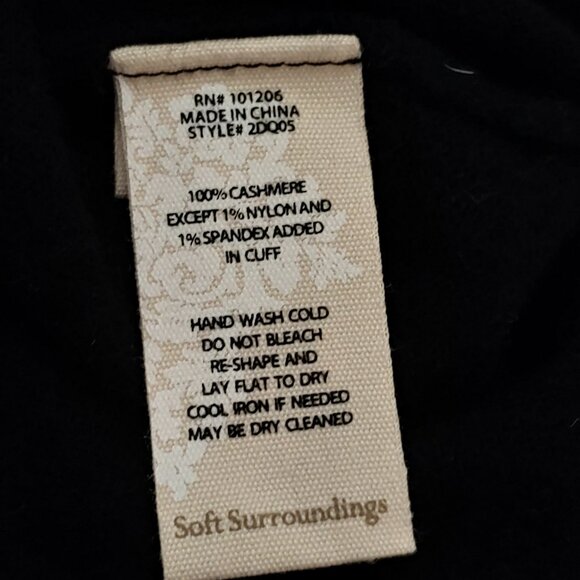 RN# 101206
MADE IN CHINA
STYLE# 2DQ05
100% CASHMERE
EXCEPT 1% NYLON AND
1% SPANDEX ADDED
IN CUFF
HAND WASH COLD
DO NOT BLEACH
RE-SHAPE AND
LAY FLAT TO DRY
COOL IRON IF NEEDED
MAY BE DRY CLEANED
Soft Surroundings